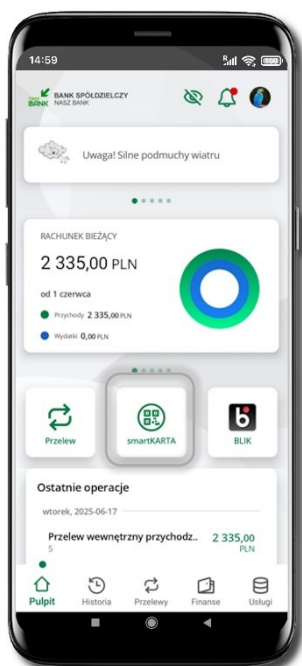 14:59
BANK SPÓŁDZIELCZY
BANK NASZ BANK
Uwaga! Silne podmuchy wiatru
RACHUNEK BIEŻĄCY
2 335,00 PLN
od 1 czerwca
Przychody 2 335,00 PLN
Wydatki 0,00 PLN
Przelew
smartKARTA
BLIK
Ostatnie operacje
wtorek, 2025-06-17
Przelew wewnętrzny przychodz.. 2 335,00
5 PLN
Pulpit Historia Przelewy Finanse Usługi